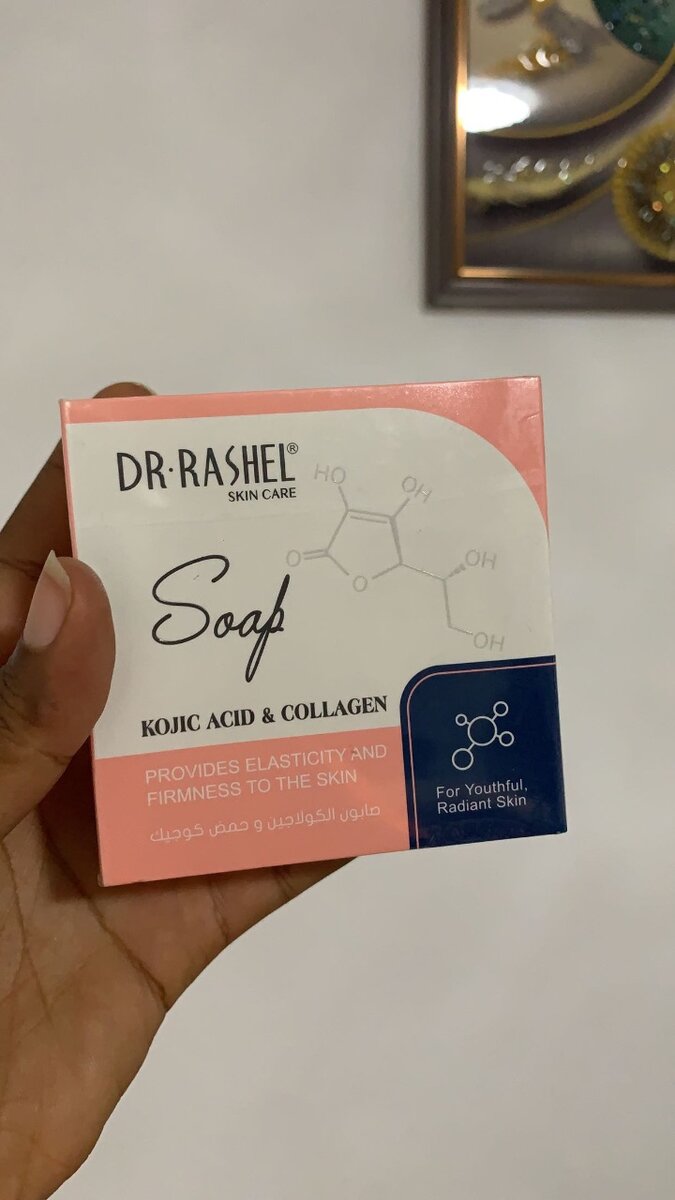 DR·RASHEL®
SKIN CARE
HO
OH
O
O
OH
OH
Soap
KOJIC ACID & COLLAGEN
PROVIDES ELASTICITY AND
FIRMNESS TO THE SKIN
صابون الكولاجين و حمض كوجيك
For Youthful,
Radiant Skin